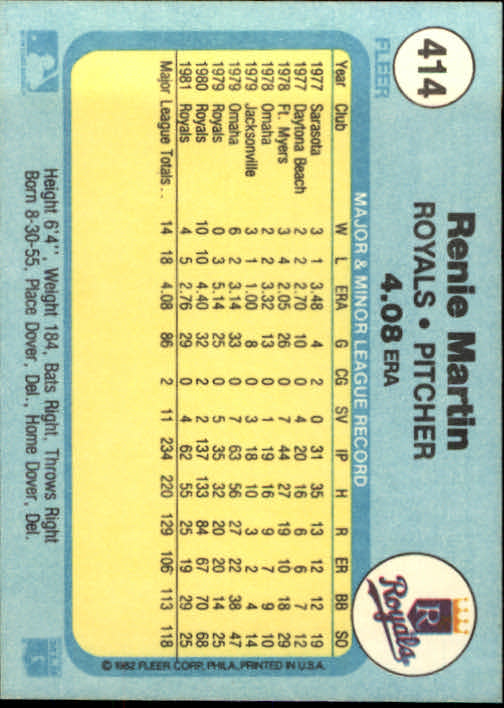 414
FLEER
Renie Martin
ROYALS • PITCHER
4.08 ERA
Royals
MAJOR & MINOR LEAGUE RECORD
Year Club W L ERA G CG SV IP H R ER BB SO
1977 Sarasota 3 1 3.48 4 2 0 31 35 13 12 12 19
1977 Daytona Beach 2 2 2.70 10 0 4 20 16 6 6 7 12
1978 Ft. Myers 3 4 2.05 26 0 7 44 27 19 10 18 29
1978 Omaha 2 2 3.32 13 0 1 19 16 9 7 9 10
1979 Jacksonville 3 1 1.00 8 0 3 18 10 3 2 4 14
1979 Omaha 6 2 3.14 33 0 7 63 56 27 22 38 47
1979 Royals 0 3 5.14 25 0 5 35 32 20 20 14 25
1980 Royals 10 10 4.40 32 2 2 137 133 84 67 70 68
1981 Royals 4 5 2.76 29 0 4 62 55 25 19 29 25
Major League Totals . . 14 18 4.08 86 2 11 234 220 129 106 113 118
© 1982 FLEER CORP. PHILA. PRINTED IN U.S.A.
Height 6'4", Weight 184, Bats Right, Throws Right
Born 8-30-55, Place Dover, Del., Home Dover, Del.